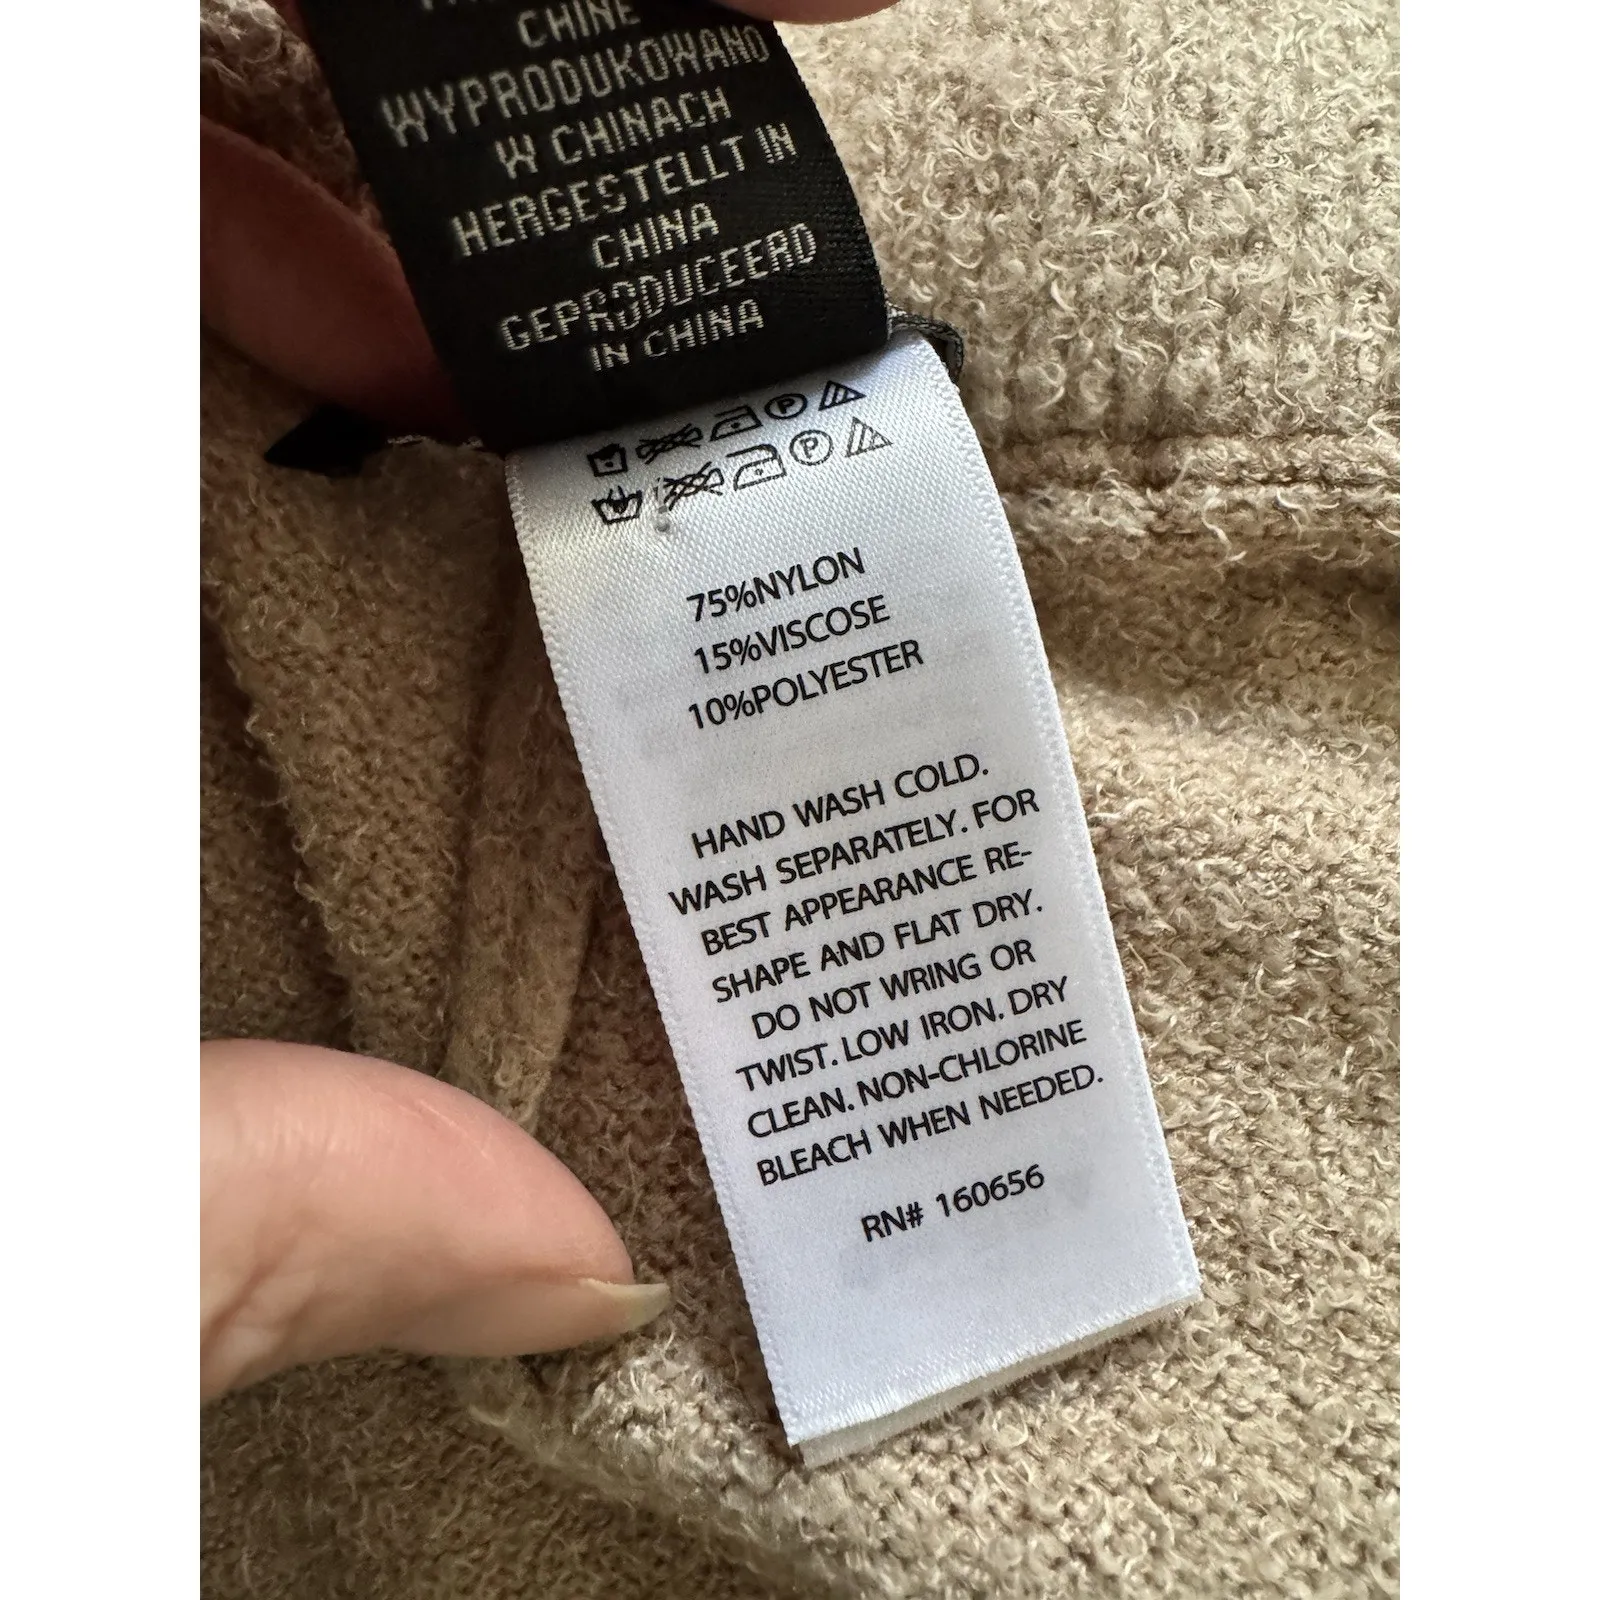 CHINE
WYPRODUKOWANO
W CHINACH
HERGESTELLT IN
CHINA
GEPRODUCEERD
IN CHINA
P
P
75%NYLON
15%VISCOSE
10%POLYESTER
HAND WASH COLD.
WASH SEPARATELY. FOR
BEST APPEARANCE RE-
SHAPE AND FLAT DRY.
DO NOT WRING OR
TWIST. LOW IRON. DRY
CLEAN. NON-CHLORINE
BLEACH WHEN NEEDED.
RN# 160656